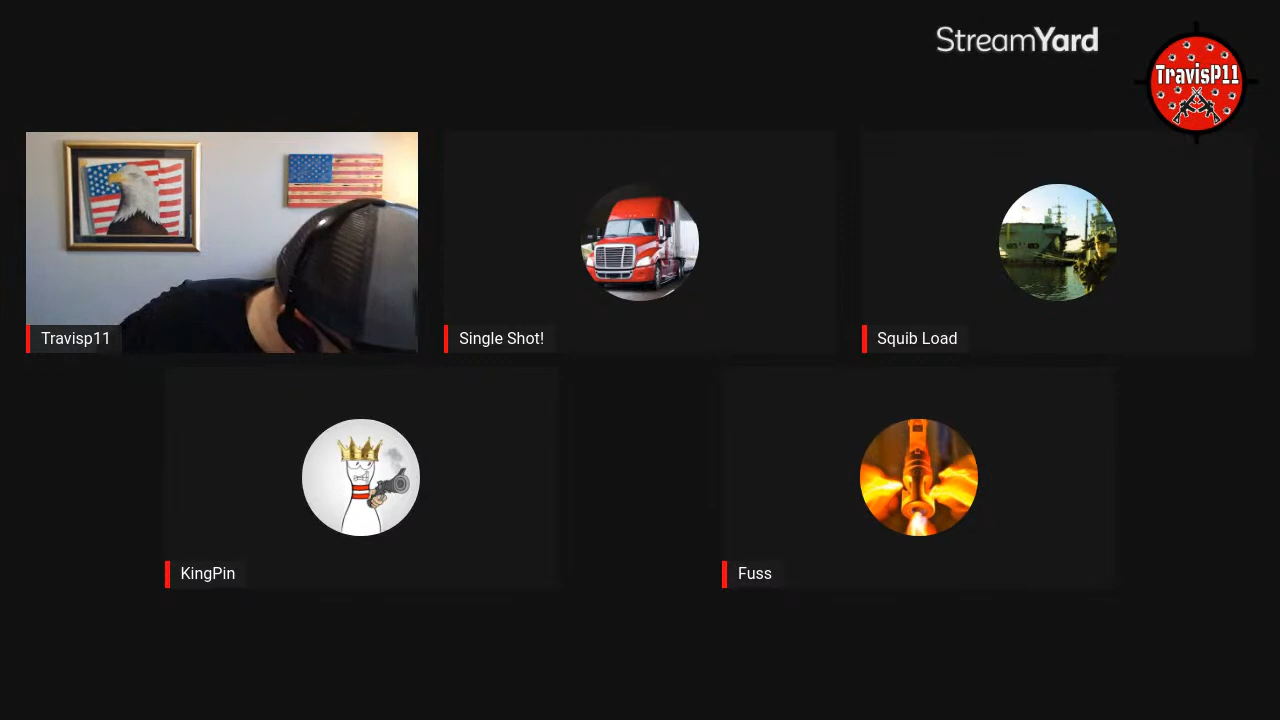 StreamYard
TravisP11
Travisp11
Single Shot!
Squib Load
KingPin
Fuss